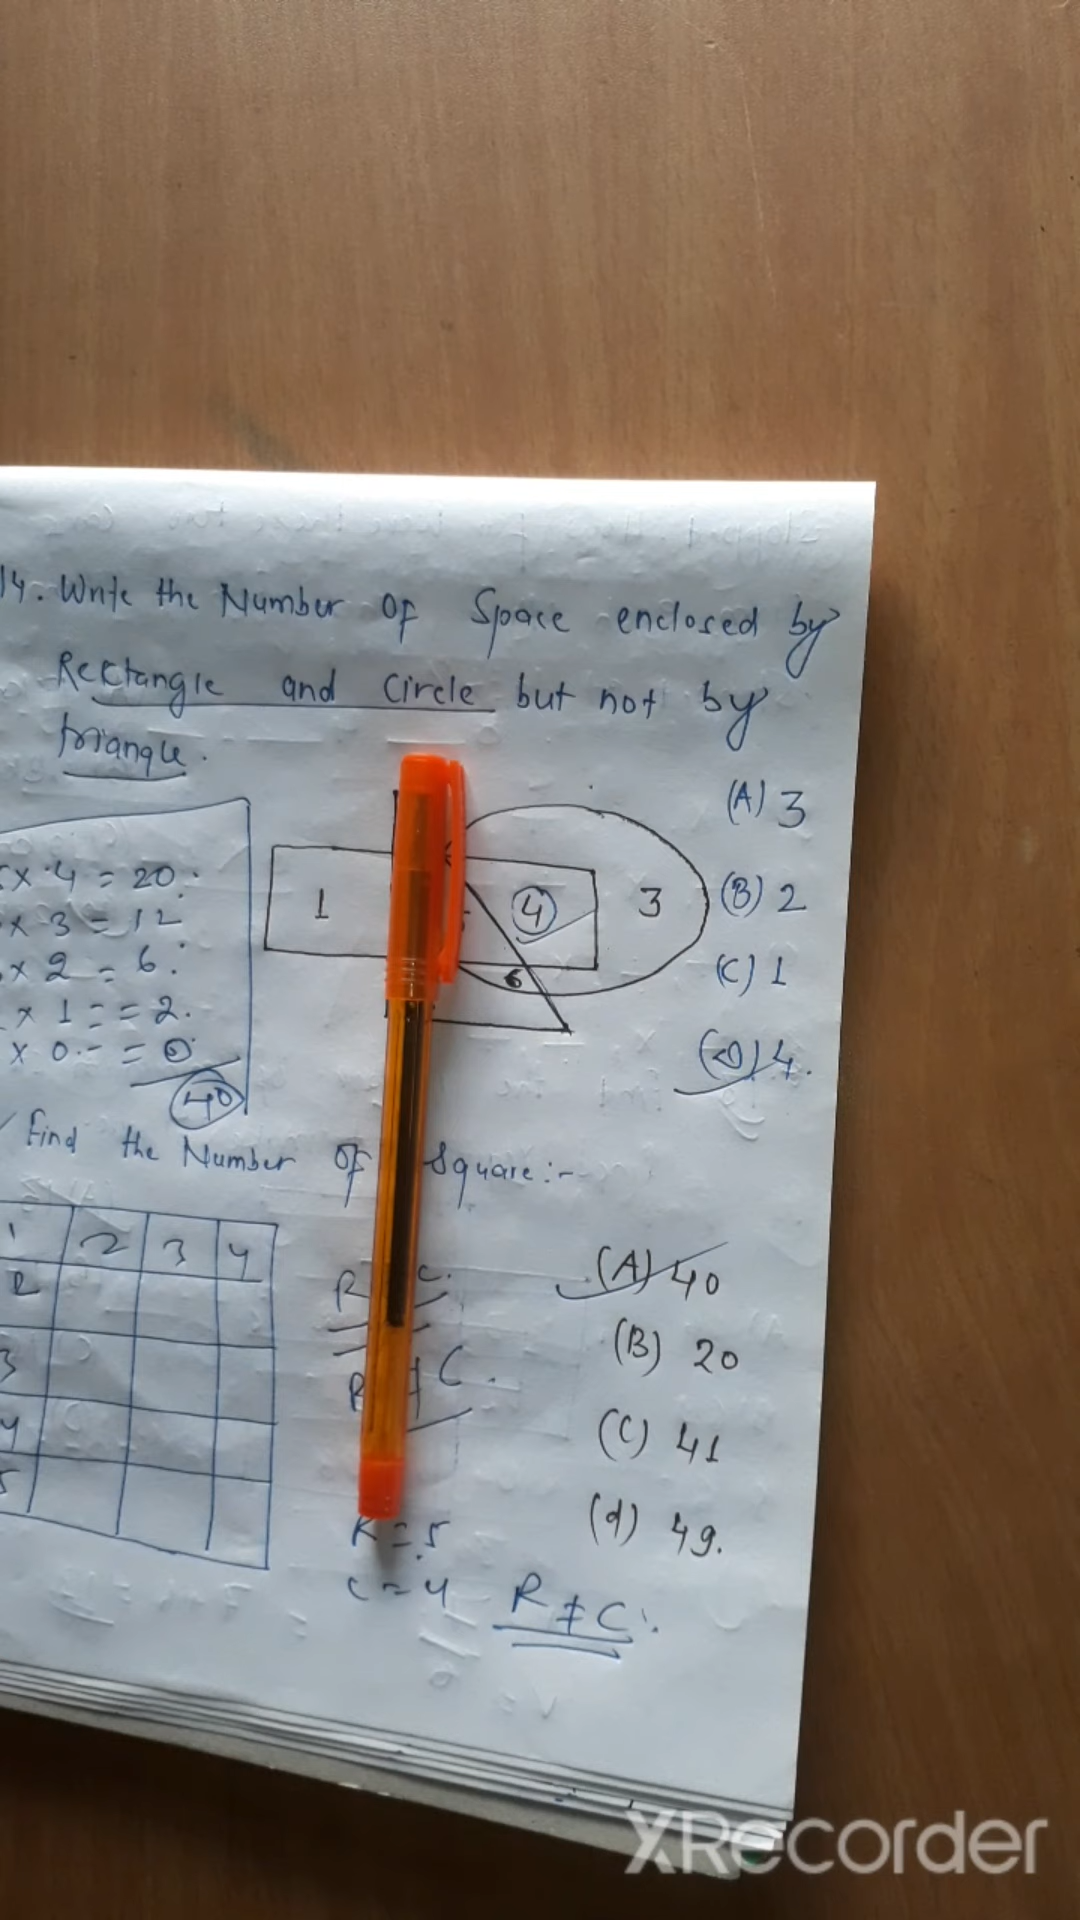 14. Write the Number Of Space enclosed by
Rectangle and Circle but not by
triangle.
(A) 3
(B) 2
(C) 1
(D) 4.
1 4 3
6
× 4 = 20.
× 3 = 12
× 2 = 6.
× 1 = = 2.
× 0 - = 0
40
Find the Number Of Square:-
1 2 3 4
2
3
4
5
R C.
R ≠ C.
R = 5
C = 4
R ≠ C.
(A) 40
(B) 20
(C) 41
(d) 49.
XRecorder